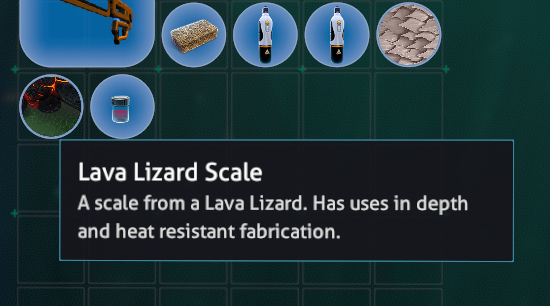 Lava Lizard Scale
A scale from a Lava Lizard. Has uses in depth
and heat resistant fabrication.